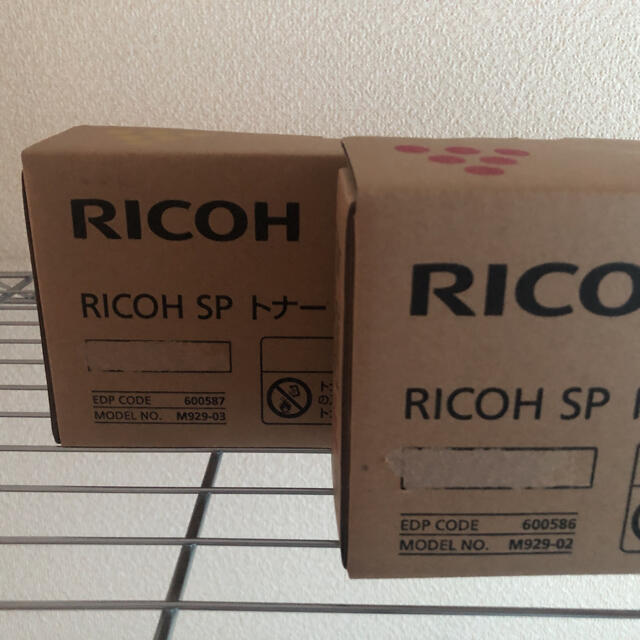 RICOH
RICOH SP トナー
EDP CODE 600587
MODEL NO. M929-03
RICO
RICOH SP
EDP CODE 600586
MODEL NO. M929-02